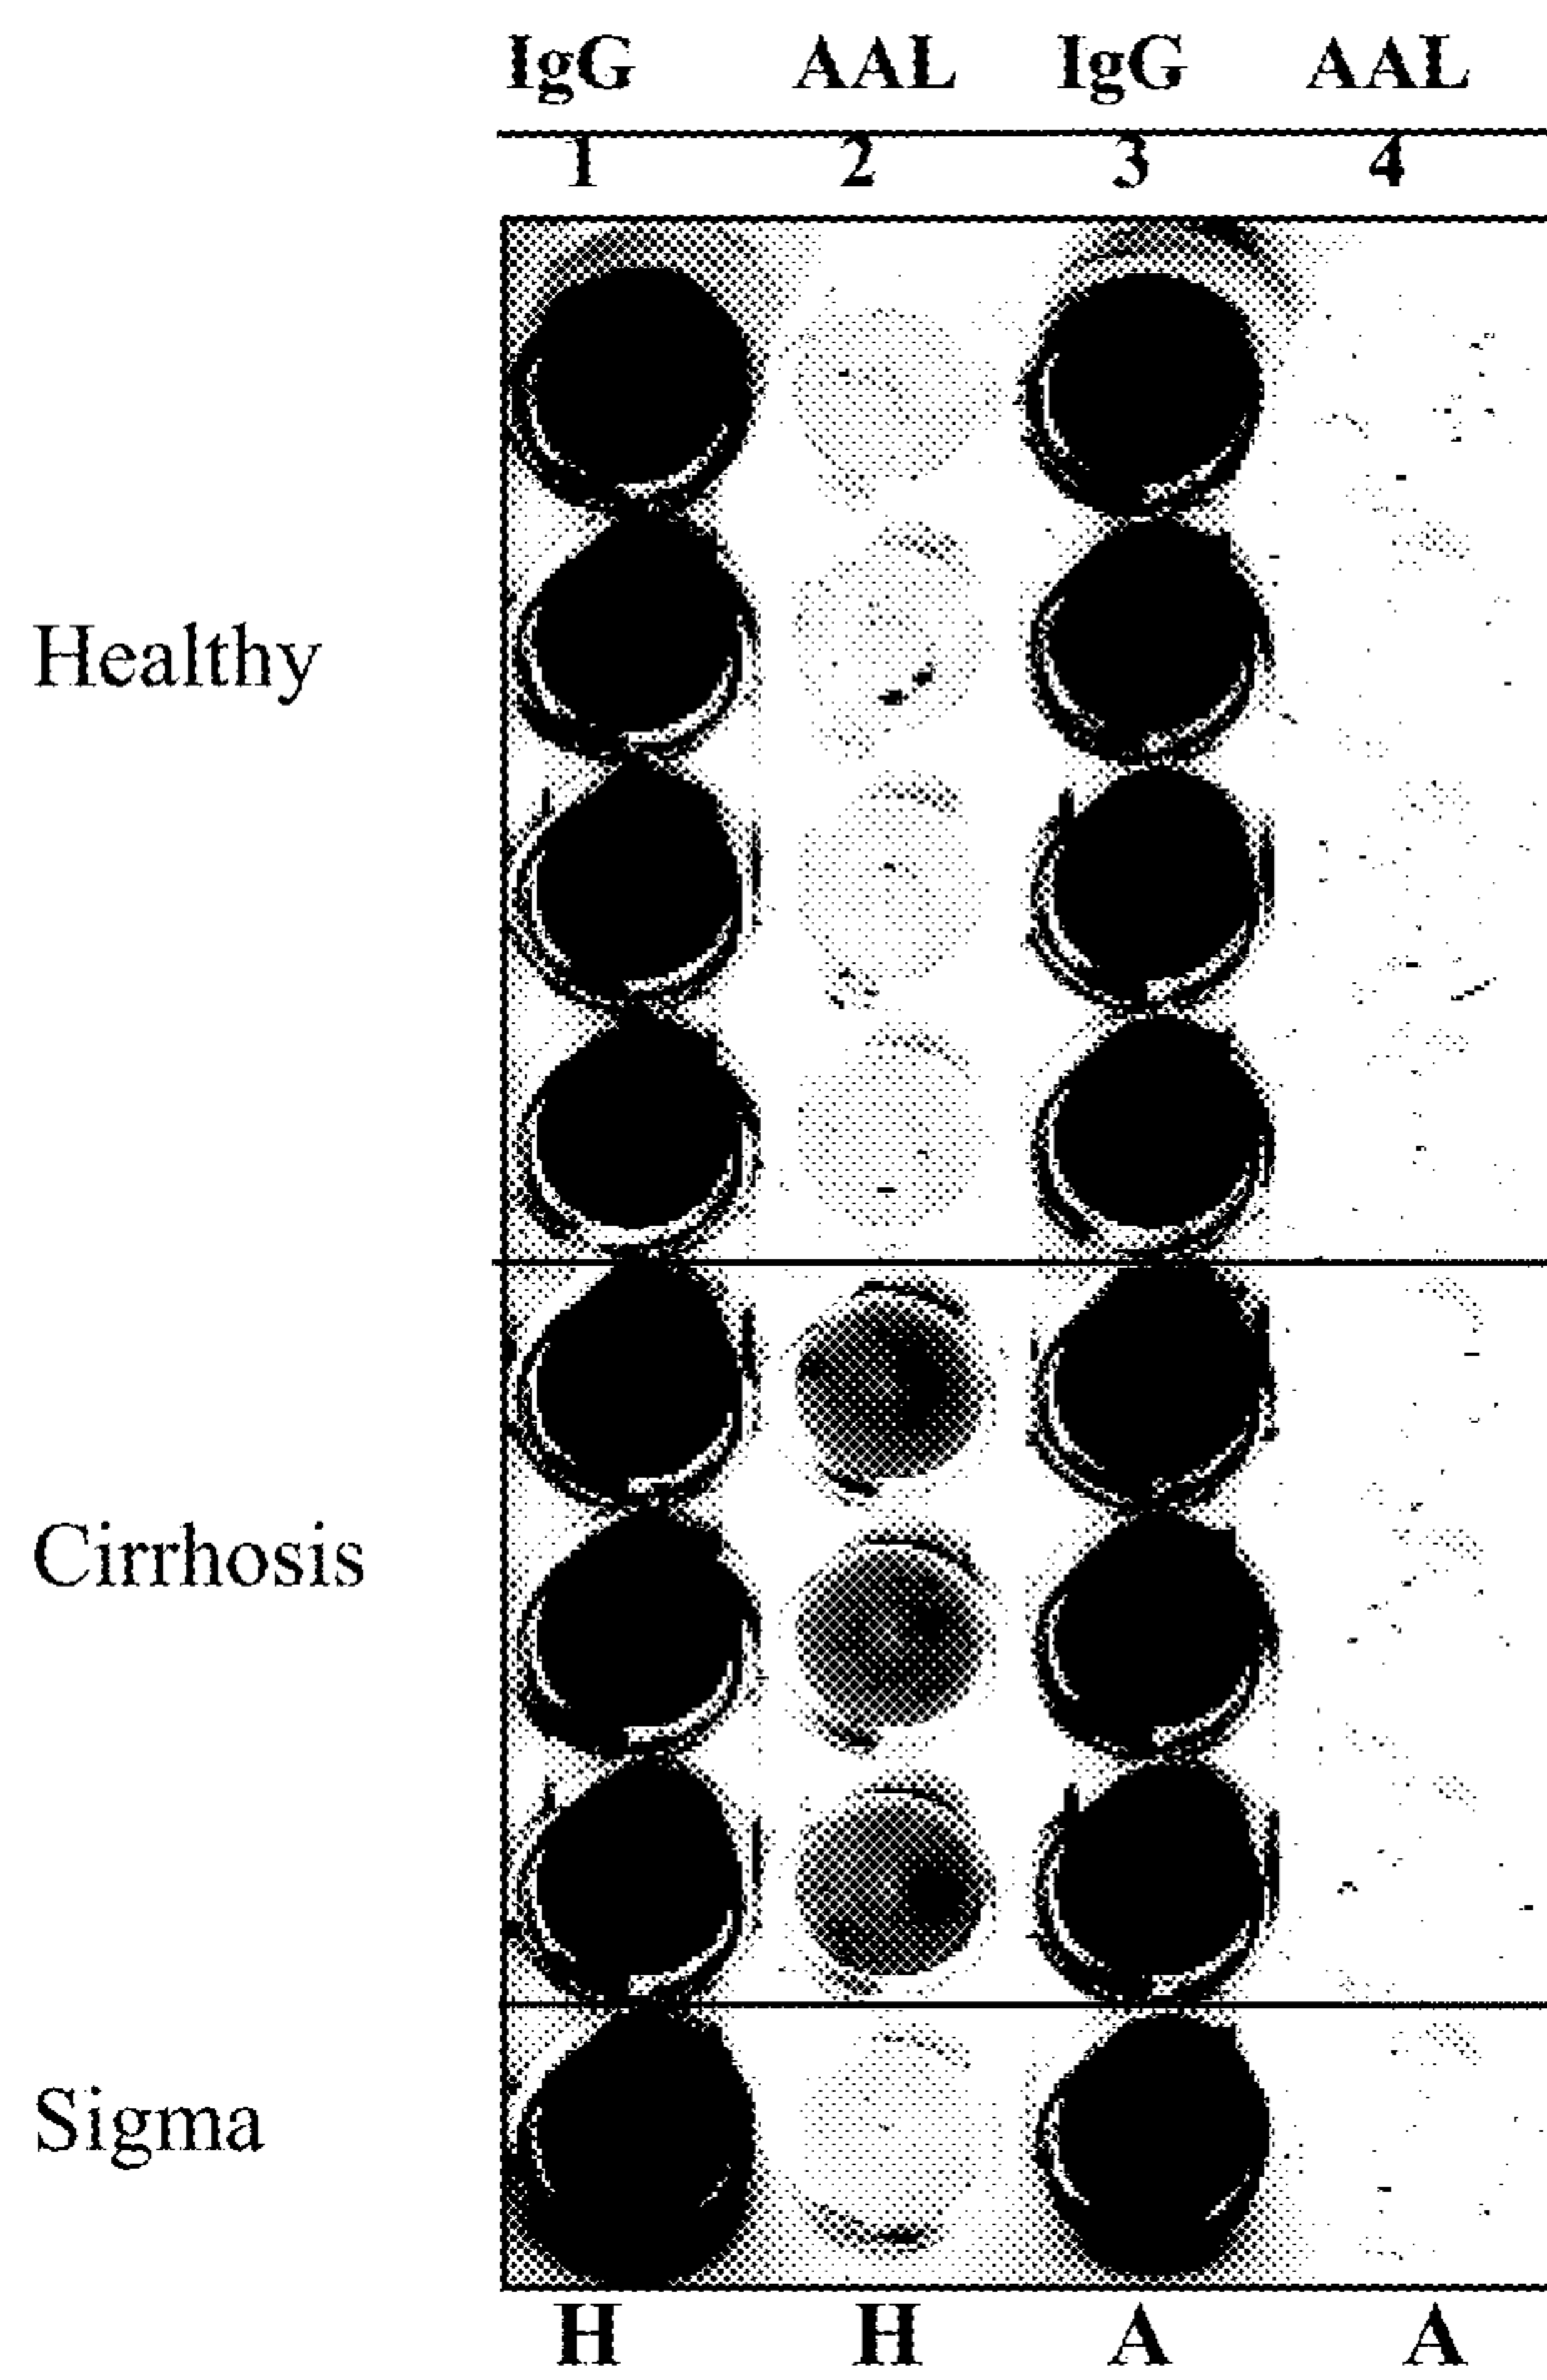 IgG AAL IgG AAL
1 2 3 4
Healthy
Cirrhosis
Sigma
H H A A